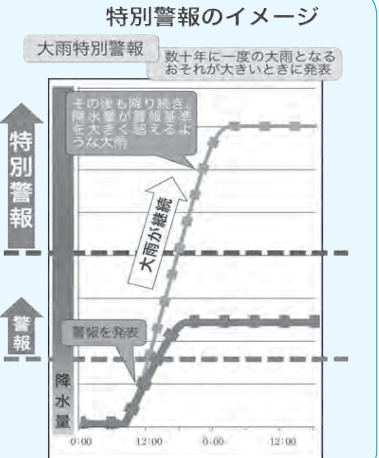 特別警報のイメージ
大雨特別警報
数十年に一度の大雨となる
おそれが大きいときに発表
その後も降り続き、
降水量が警報基準
を大きく越えるよ
うな大雨
特別警報
大雨が継続
警報
警報を発表
降水量
0:00 12:00 0:00 12:00